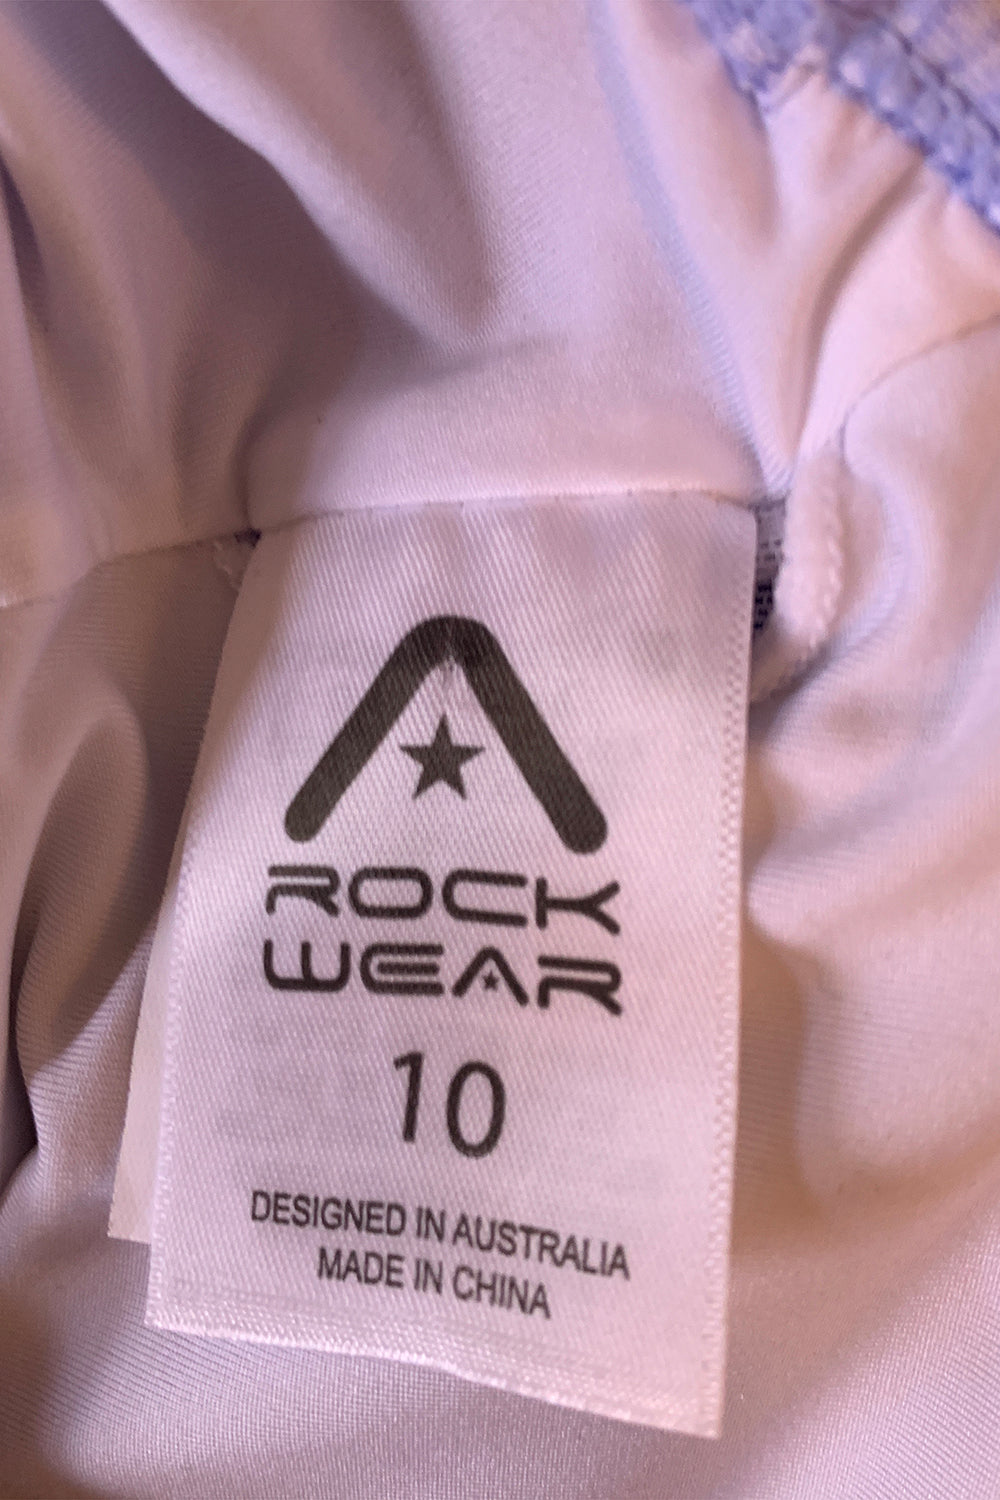 ROCK
WEAR
10
DESIGNED IN AUSTRALIA
MADE IN CHINA